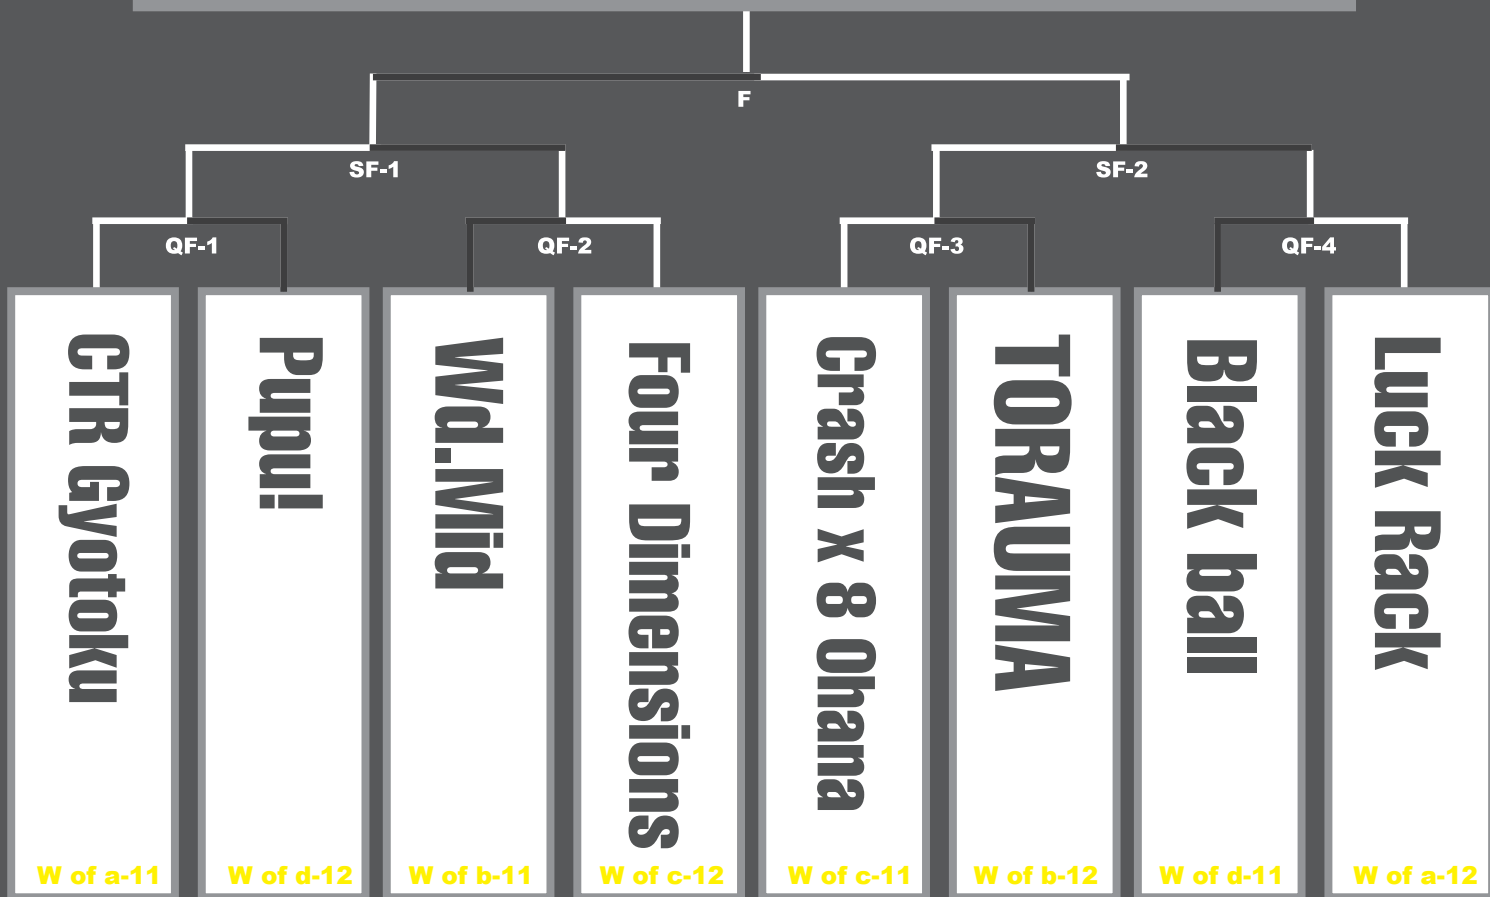 F
SF-1
SF-2
QF-1
QF-2
QF-3
QF-4
CTR Gyotoku
Pupu!
Wd.Mid
Four Dimensions
Crash x 8 Ohana
TORAUMA
Black ball
Luck Rack
W of a-11
W of d-12
W of b-11
W of c-12
W of c-11
W of b-12
W of d-11
W of a-12